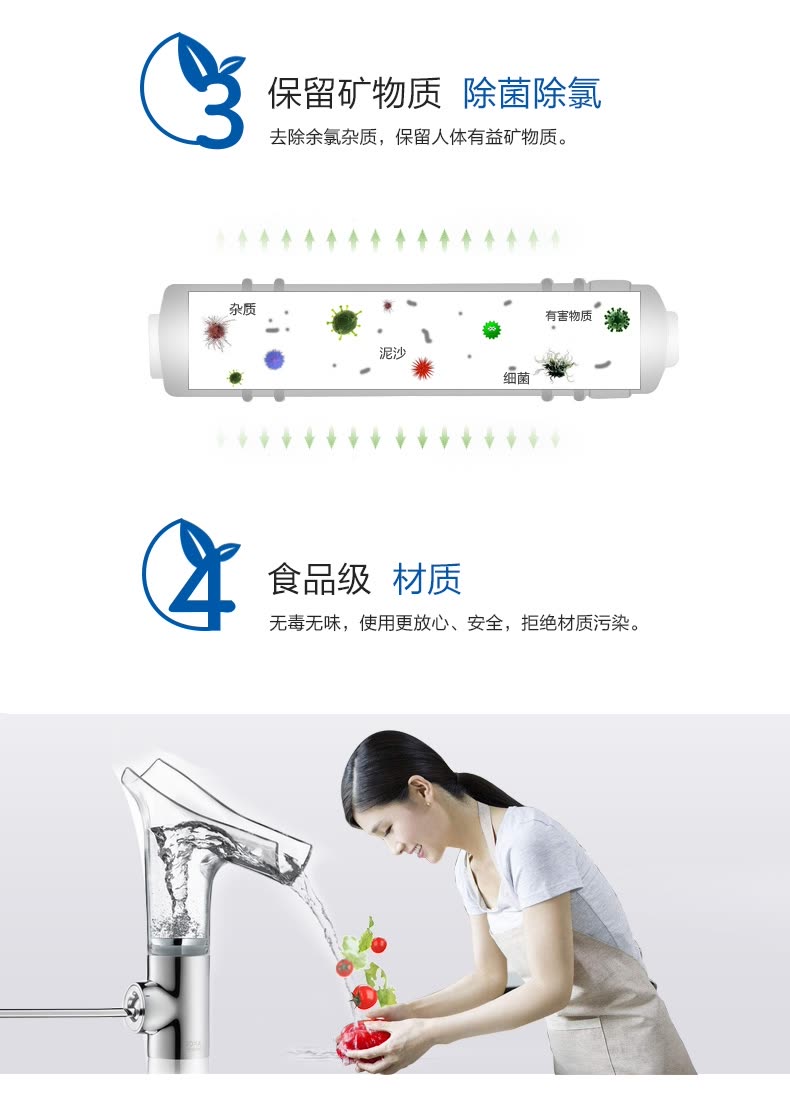 3
保留矿物质 除菌除氯
去除余氯杂质，保留人体有益矿物质。
杂质
有害物质
泥沙
细菌
4
食品级 材质
无毒无味，使用更放心、安全，拒绝材质污染。